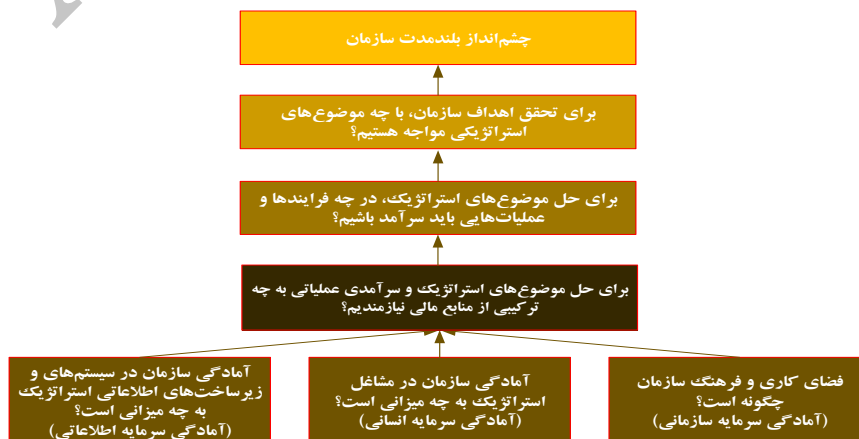 چشم‌انداز بلندمدت سازمان
برای تحقق اهداف سازمان، با چه موضوع‌های
استراتژیکی مواجه هستیم؟
برای حل موضوع‌های استراتژیک، در چه فرایندها و
عملیات‌هایی باید سرآمد باشیم؟
برای حل موضوع‌های استراتژیک و سرآمدی عملیاتی به چه
ترکیبی از منابع مالی نیازمندیم؟
فضای کاری و فرهنگ سازمان
چگونه است؟
(آمادگی سرمایه سازمانی)
آمادگی سازمان در مشاغل
استراتژیک به چه میزانی است؟
(آمادگی سرمایه انسانی)
آمادگی سازمان در سیستم‌های و
زیرساخت‌های اطلاعاتی استراتژیک
به چه میزانی است؟
(آمادگی سرمایه اطلاعاتی)